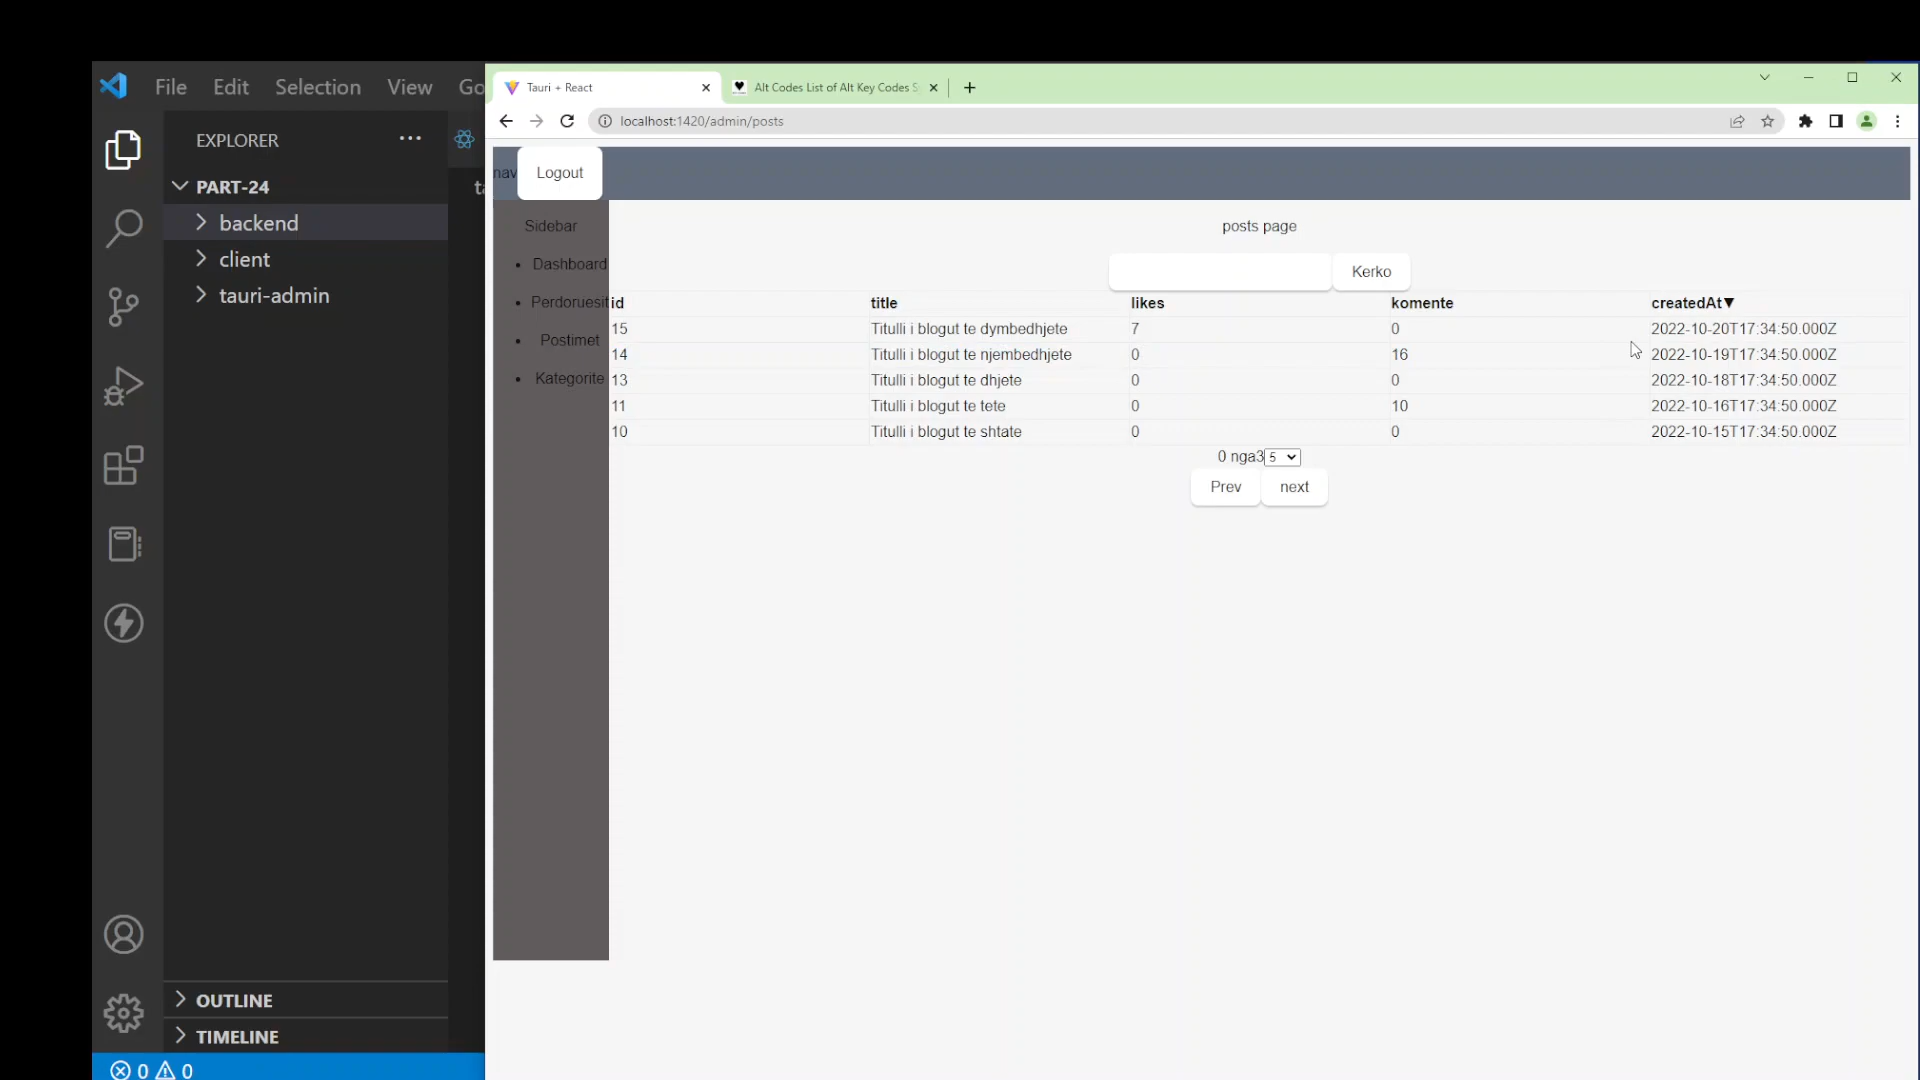 File Edit Selection View Go
Tauri + React
Alt Codes List of Alt Key Codes S
localhost:1420/admin/posts
EXPLORER
PART-24
backend
client
tauri-admin
OUTLINE
TIMELINE
0 0
nav Logout
Sidebar
Dashboard
Perdoruesit
Postimet
Kategorite
posts page
Kerko
id title likes komente createdAt▼
15 Titulli i blogut te dymbedhjete 7 0 2022-10-20T17:34:50.000Z
14 Titulli i blogut te njembedhjete 0 16 2022-10-19T17:34:50.000Z
13 Titulli i blogut te dhjete 0 0 2022-10-18T17:34:50.000Z
11 Titulli i blogut te tete 0 10 2022-10-16T17:34:50.000Z
10 Titulli i blogut te shtate 0 0 2022-10-15T17:34:50.000Z
0 nga3 5
Prev next